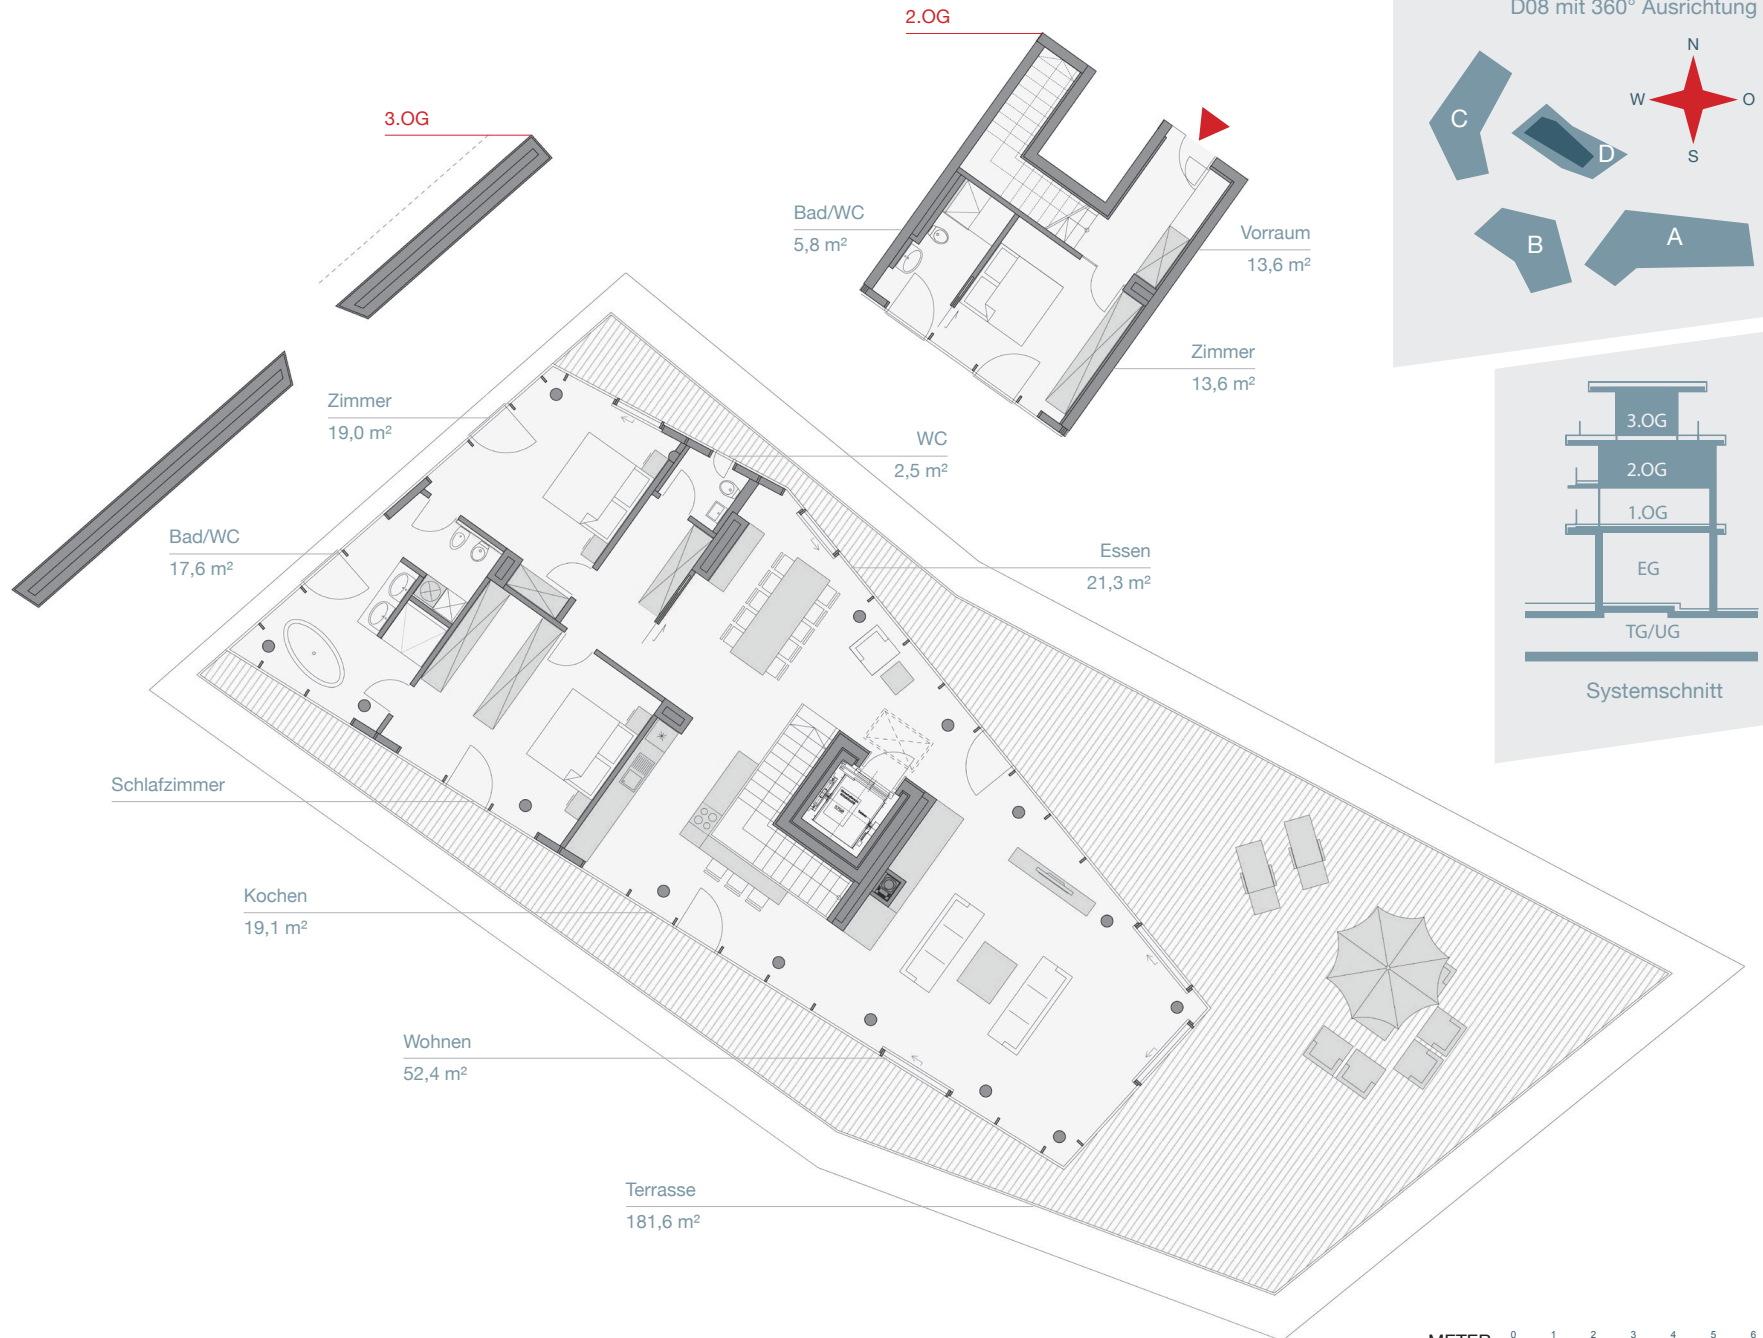 D08 mit 360° Ausrichtung
2.OG
3.OG
N
W
O
S
C
D
B
A
Bad/WC
5,8 m²
Vorraum
13,6 m²
Zimmer
13,6 m²
Zimmer
19,0 m²
WC
2,5 m²
Bad/WC
17,6 m²
Essen
21,3 m²
3.OG
2.OG
1.OG
EG
TG/UG
Systemschnitt
Schlafzimmer
Kochen
19,1 m²
Wohnen
52,4 m²
Terrasse
181,6 m²
METER 0 1 2 3 4 5 6